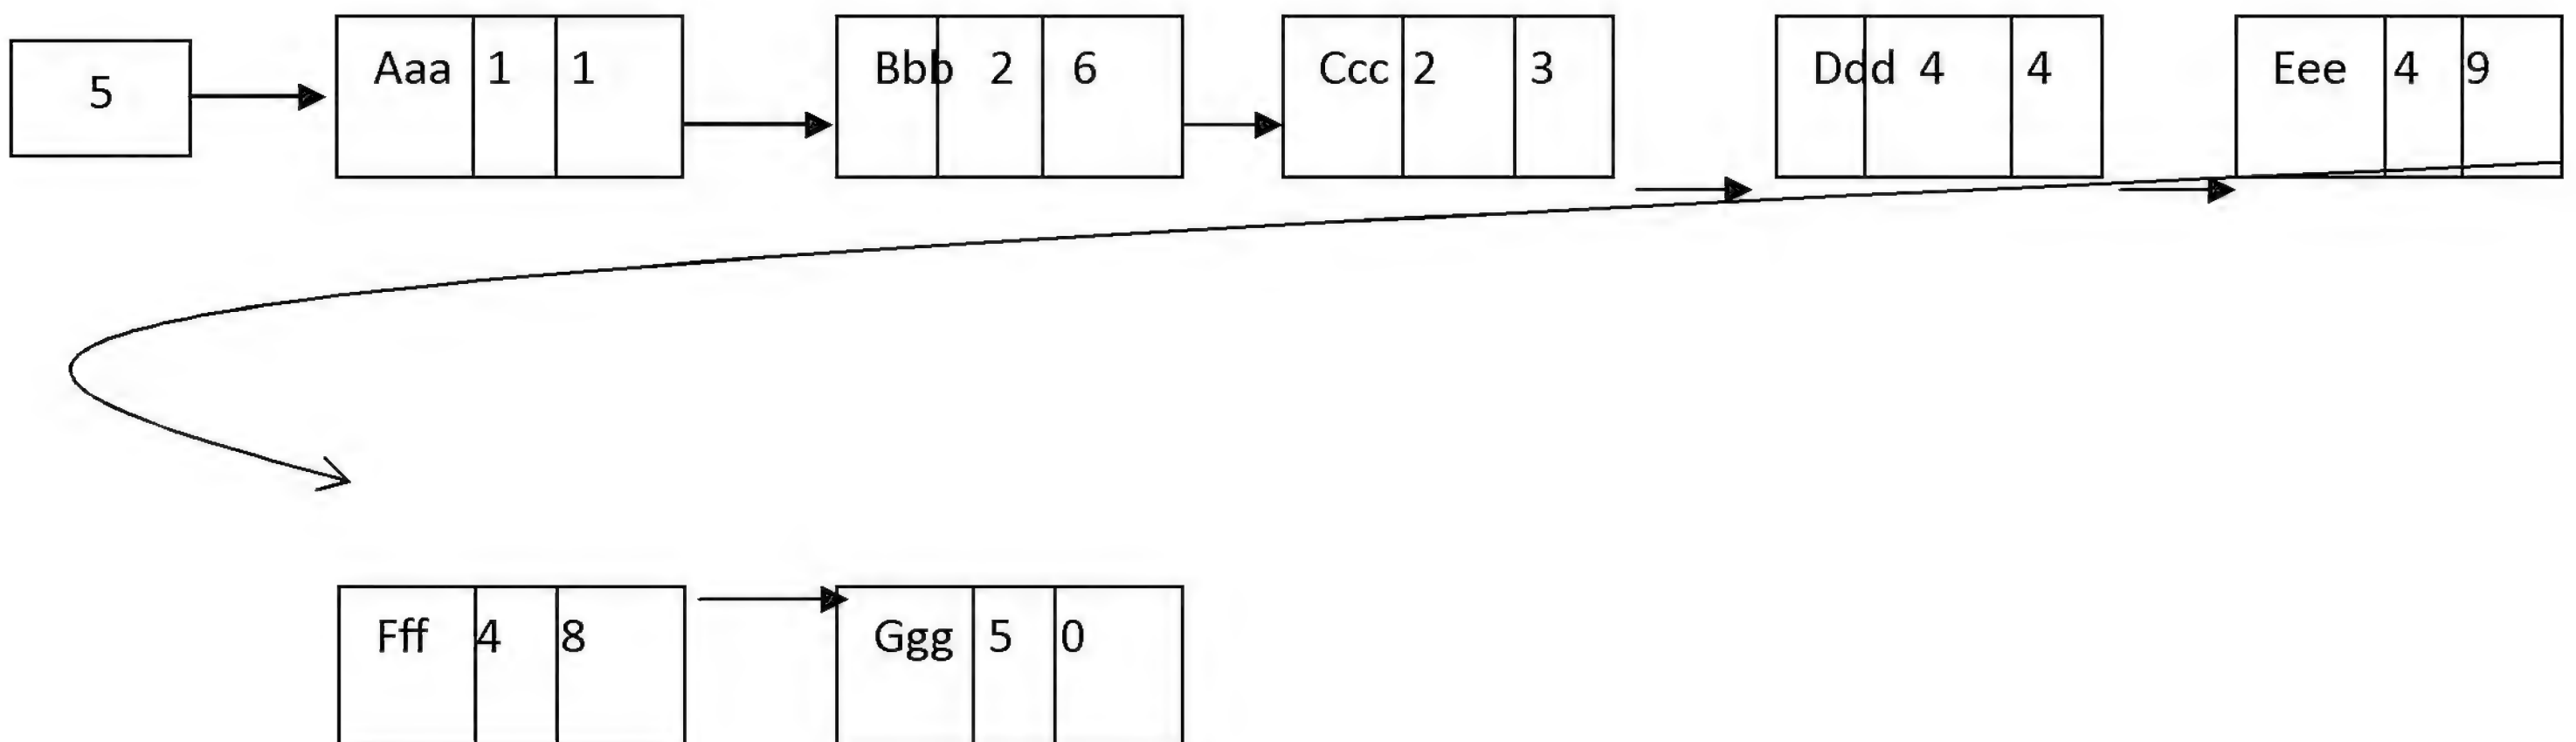 5 Aaa 1 1 Bbb 2 6 Ccc 2 3 Ddd 4 4 Eee 4 9
Fff 4 8 Ggg 5 0